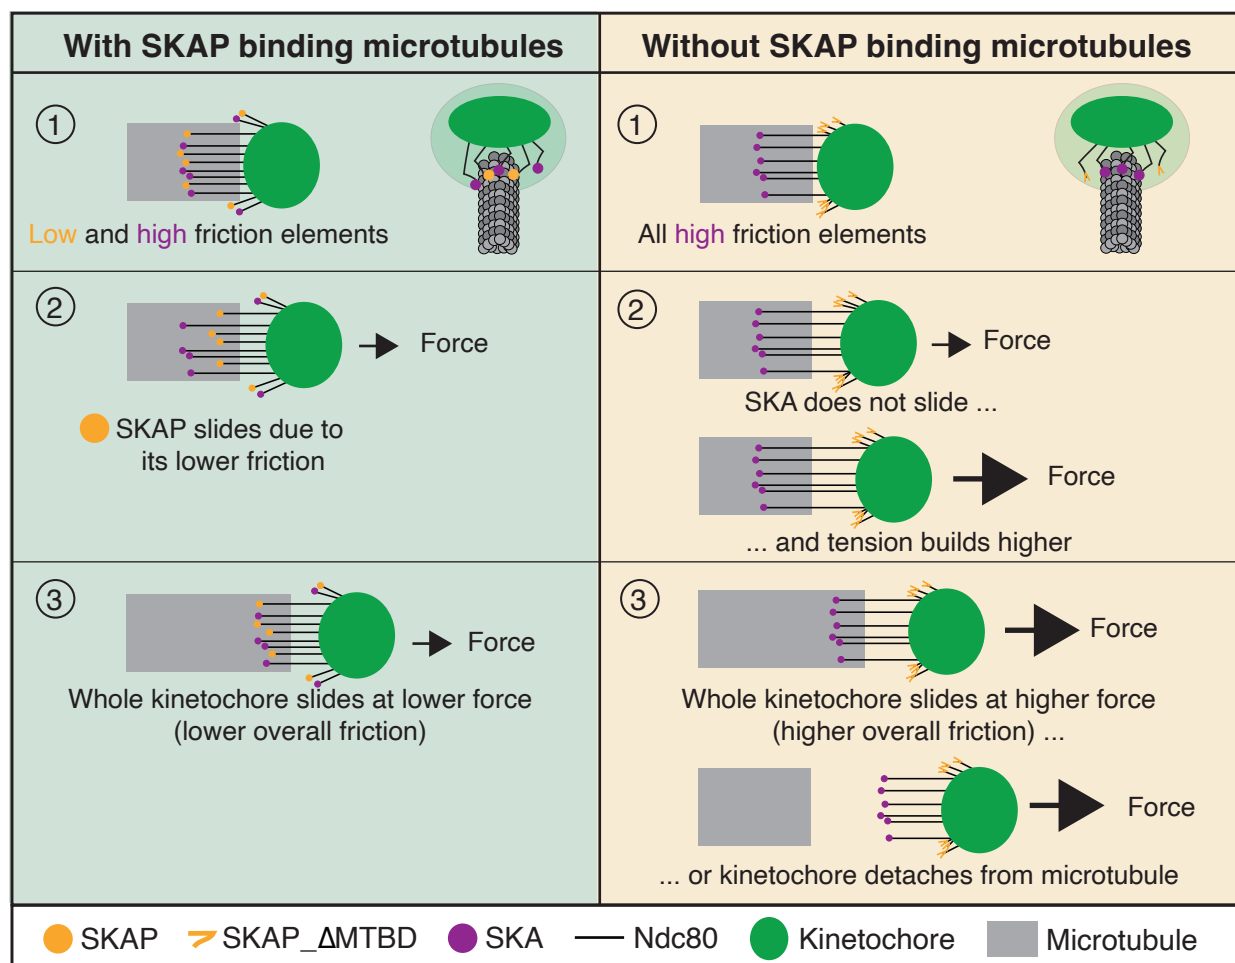 With SKAP binding microtubules
Without SKAP binding microtubules
1
Low and high friction elements
1
All high friction elements
2
Force
SKAP slides due to
its lower friction
2
Force
SKA does not slide ...
Force
... and tension builds higher
3
Force
Whole kinetochore slides at lower force
(lower overall friction)
3
Force
Whole kinetochore slides at higher force
(higher overall friction) ...
Force
... or kinetochore detaches from microtubule
SKAP
SKAP_ΔMTBD
SKA
Ndc80
Kinetochore
Microtubule